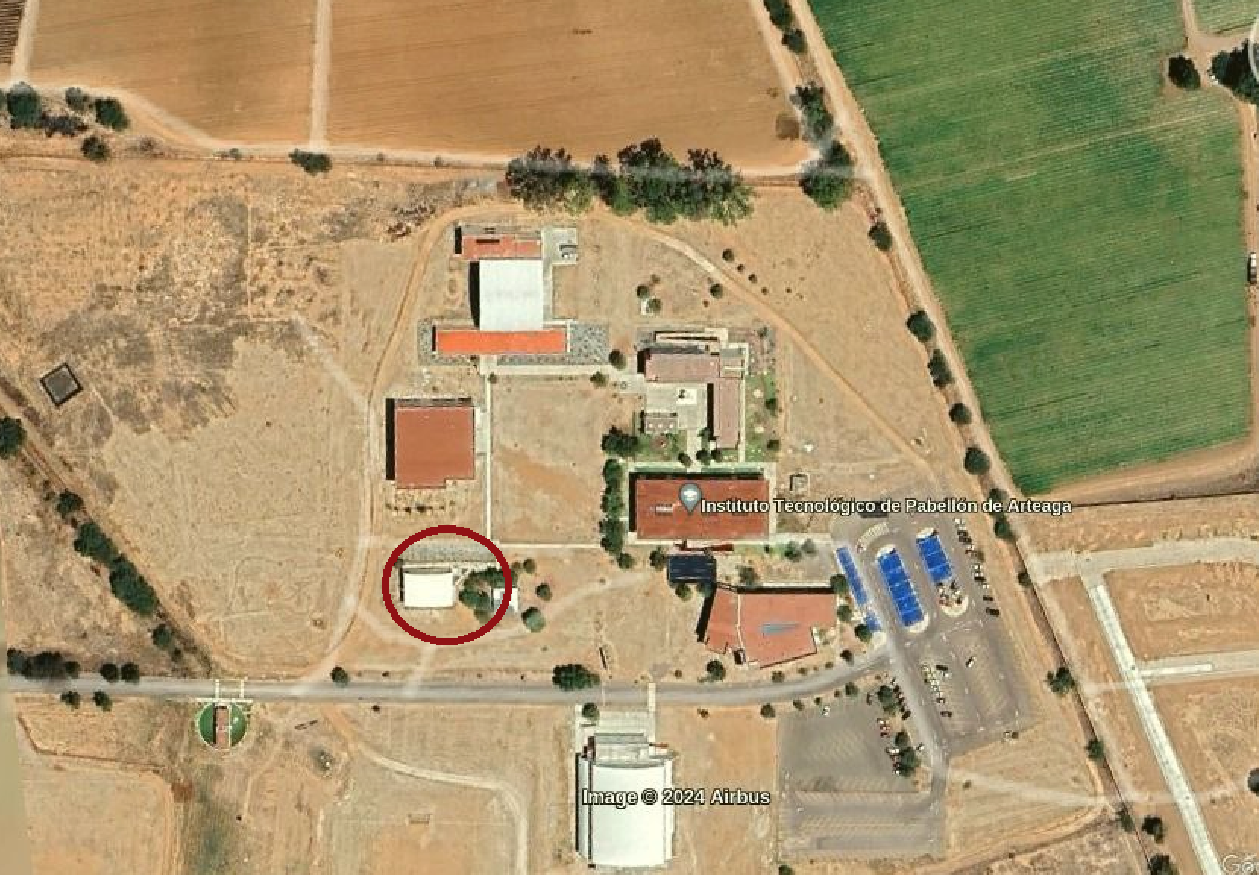 Instituto Tecnológico de Pabellón de Arteaga
Image © 2024 Airbus